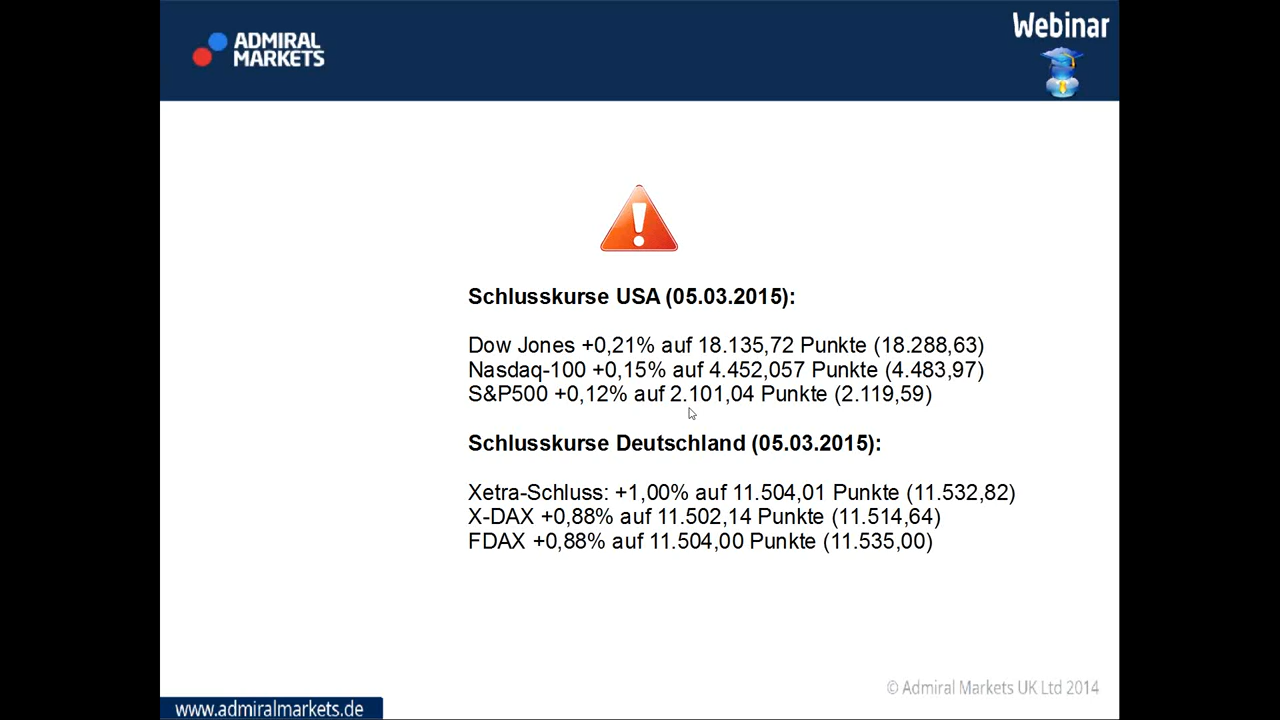 ADMIRAL
MARKETS
Webinar
Schlusskurse USA (05.03.2015):
Dow Jones +0,21% auf 18.135,72 Punkte (18.288,63)
Nasdaq-100 +0,15% auf 4.452,057 Punkte (4.483,97)
S&P500 +0,12% auf 2.101,04 Punkte (2.119,59)
Schlusskurse Deutschland (05.03.2015):
Xetra-Schluss: +1,00% auf 11.504,01 Punkte (11.532,82)
X-DAX +0,88% auf 11.502,14 Punkte (11.514,64)
FDAX +0,88% auf 11.504,00 Punkte (11.535,00)
© Admiral Markets UK Ltd 2014
www.admiralmarkets.de